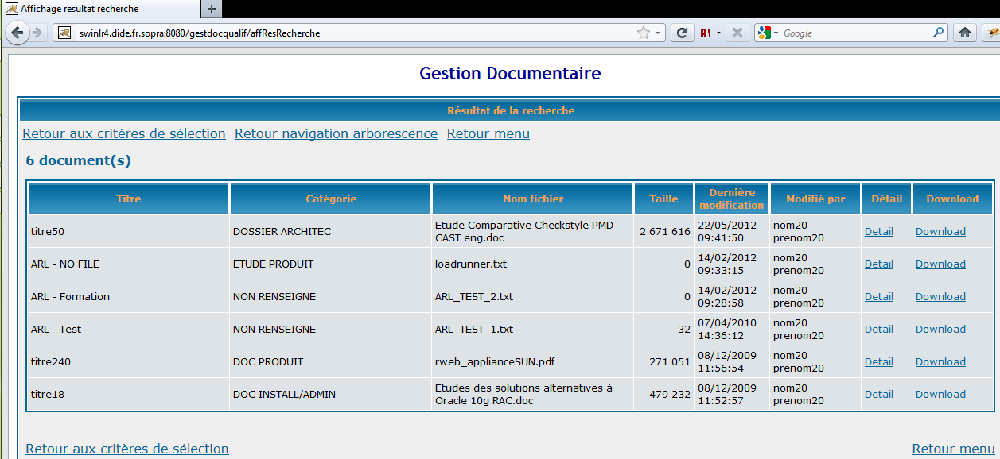 Affichage resultat recherche
swinlr4.dide.fr.sopra:8080/gestdocqualif/affResRecherche
Google
Gestion Documentaire
Résultat de la recherche
Retour aux critères de sélection Retour navigation arborescence Retour menu
6 document(s)
Titre Catégorie Nom fichier Taille Dernière modification Modifié par Détail Download
titre50 DOSSIER ARCHITEC Etude Comparative Checkstyle PMD CAST eng.doc 2 671 616 22/05/2012 09:41:50 nom20 prenom20 Detail Download
ARL - NO FILE ETUDE PRODUIT loadrunner.txt 0 14/02/2012 09:33:15 nom20 prenom20 Detail Download
ARL - Formation NON RENSEIGNE ARL_TEST_2.txt 0 14/02/2012 09:28:58 nom20 prenom20 Detail Download
ARL - Test NON RENSEIGNE ARL_TEST_1.txt 32 07/04/2010 14:36:12 nom20 prenom20 Detail Download
titre240 DOC PRODUIT rweb_applianceSUN.pdf 271 051 08/12/2009 11:56:54 nom20 prenom20 Detail Download
titre18 DOC INSTALL/ADMIN Etudes des solutions alternatives à Oracle 10g RAC.doc 479 232 08/12/2009 11:52:57 nom20 prenom20 Detail Download
Retour aux critères de sélection Retour menu